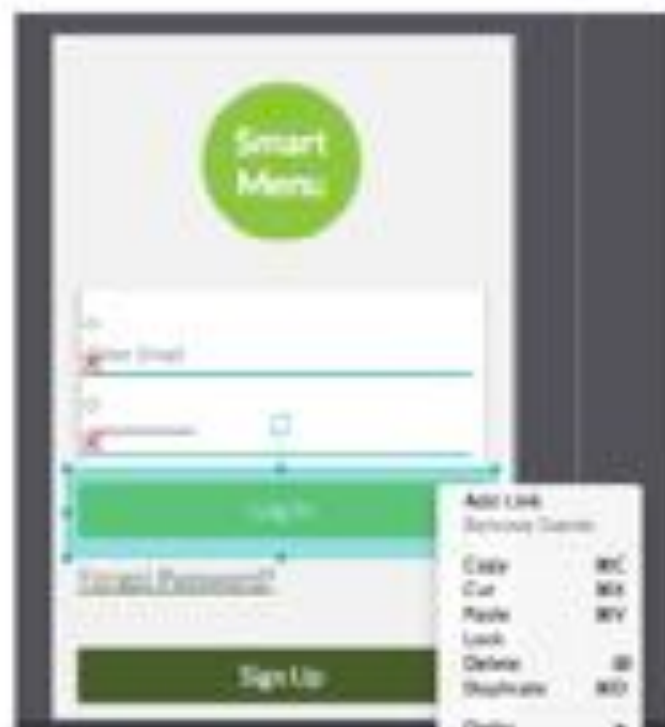 Smart
Menu
Enter Email
Log In
Forgot Password?
Sign Up
Add Link
Copy ⌘C
Cut ⌘X
Paste ⌘V
Lock
Delete
Duplicate ⌘D